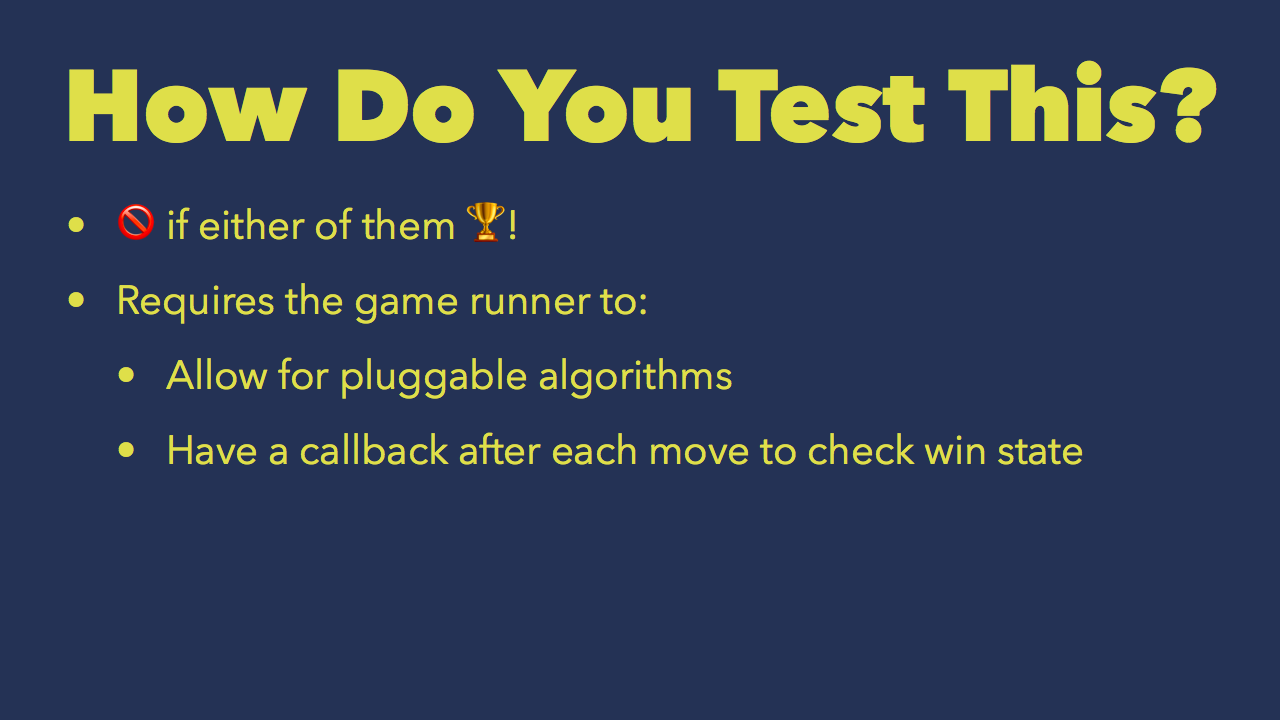 How Do You Test This?
• 🚫 if either of them 🏆!
• Requires the game runner to:
• Allow for pluggable algorithms
• Have a callback after each move to check win state